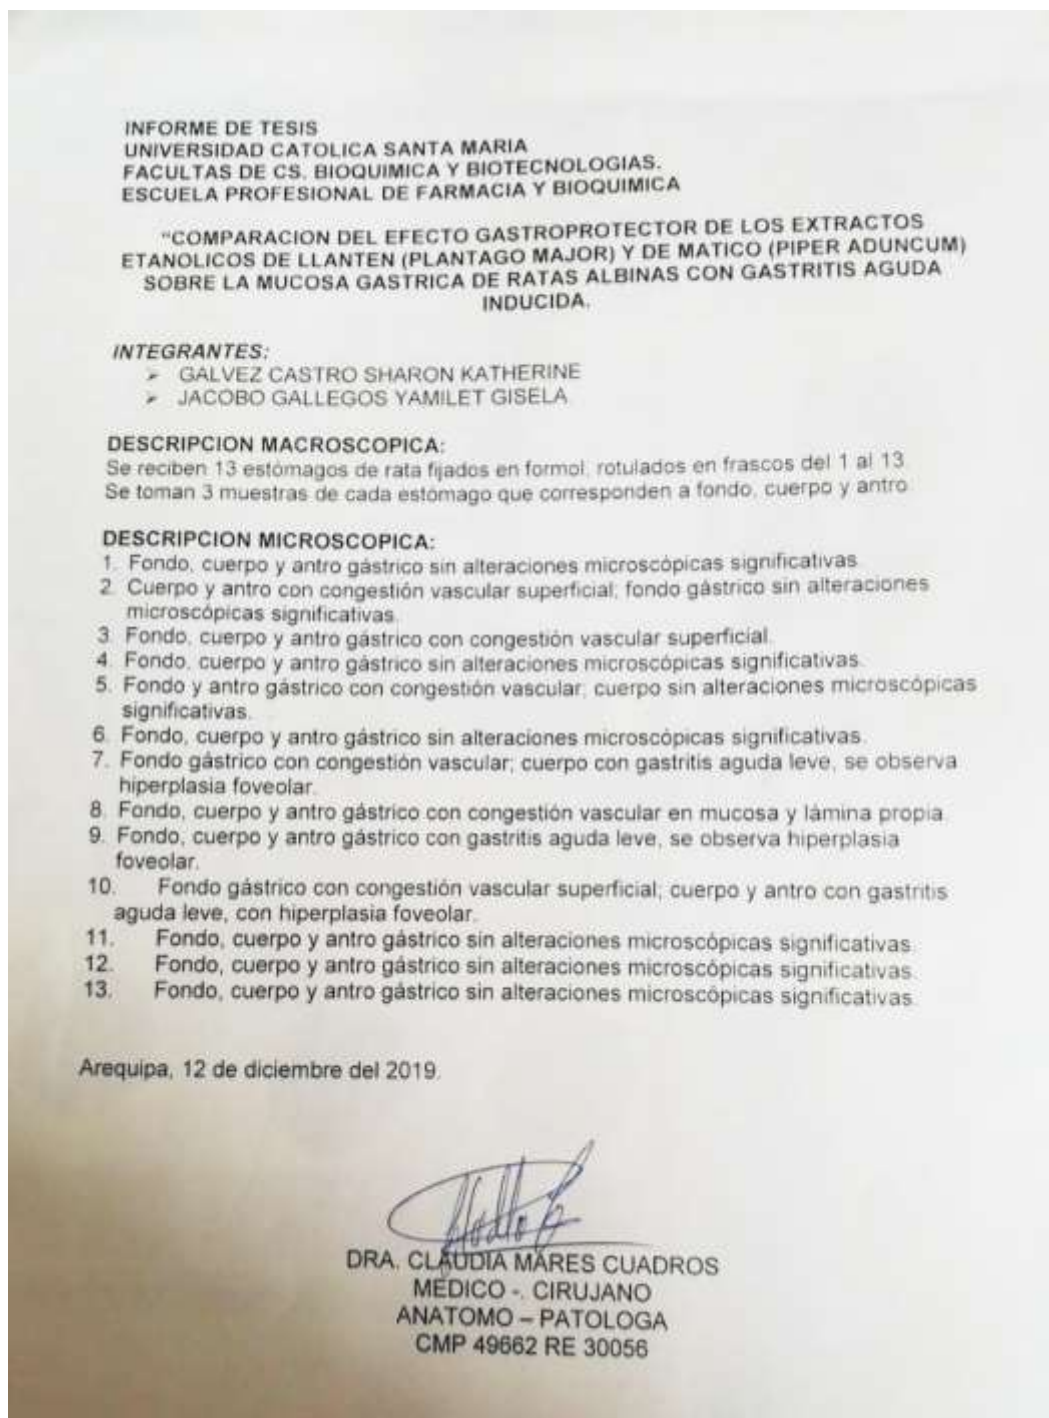 INFORME DE TESIS
UNIVERSIDAD CATOLICA SANTA MARIA
FACULTAS DE CS. BIOQUIMICA Y BIOTECNOLOGIAS.
ESCUELA PROFESIONAL DE FARMACIA Y BIOQUIMICA
"COMPARACION DEL EFECTO GASTROPROTECTOR DE LOS EXTRACTOS
ETANOLICOS DE LLANTEN (PLANTAGO MAJOR) Y DE MATICO (PIPER ADUNCUM)
SOBRE LA MUCOSA GASTRICA DE RATAS ALBINAS CON GASTRITIS AGUDA
INDUCIDA.
INTEGRANTES:
➢ GALVEZ CASTRO SHARON KATHERINE
➢ JACOBO GALLEGOS YAMILET GISELA
DESCRIPCION MACROSCOPICA:
Se reciben 13 estómagos de rata fijados en formol, rotulados en frascos del 1 al 13
Se toman 3 muestras de cada estómago que corresponden a fondo, cuerpo y antro
DESCRIPCION MICROSCOPICA:
1. Fondo, cuerpo y antro gástrico sin alteraciones microscópicas significativas
2. Cuerpo y antro con congestión vascular superficial; fondo gástrico sin alteraciones
microscópicas significativas.
3. Fondo, cuerpo y antro gástrico con congestión vascular superficial.
4. Fondo, cuerpo y antro gástrico sin alteraciones microscópicas significativas.
5. Fondo y antro gástrico con congestión vascular; cuerpo sin alteraciones microscópicas
significativas.
6. Fondo, cuerpo y antro gástrico sin alteraciones microscópicas significativas.
7. Fondo gástrico con congestión vascular; cuerpo con gastritis aguda leve, se observa
hiperplasia foveolar.
8. Fondo, cuerpo y antro gástrico con congestión vascular en mucosa y lámina propia.
9. Fondo, cuerpo y antro gástrico con gastritis aguda leve, se observa hiperplasia
foveolar.
10. Fondo gástrico con congestión vascular superficial; cuerpo y antro con gastritis
aguda leve, con hiperplasia foveolar.
11. Fondo, cuerpo y antro gástrico sin alteraciones microscópicas significativas.
12. Fondo, cuerpo y antro gástrico sin alteraciones microscópicas significativas.
13. Fondo, cuerpo y antro gástrico sin alteraciones microscópicas significativas.
Arequipa, 12 de diciembre del 2019.
DRA. CLAUDIA MARES CUADROS
MEDICO -. CIRUJANO
ANATOMO – PATOLOGA
CMP 49662 RE 30056